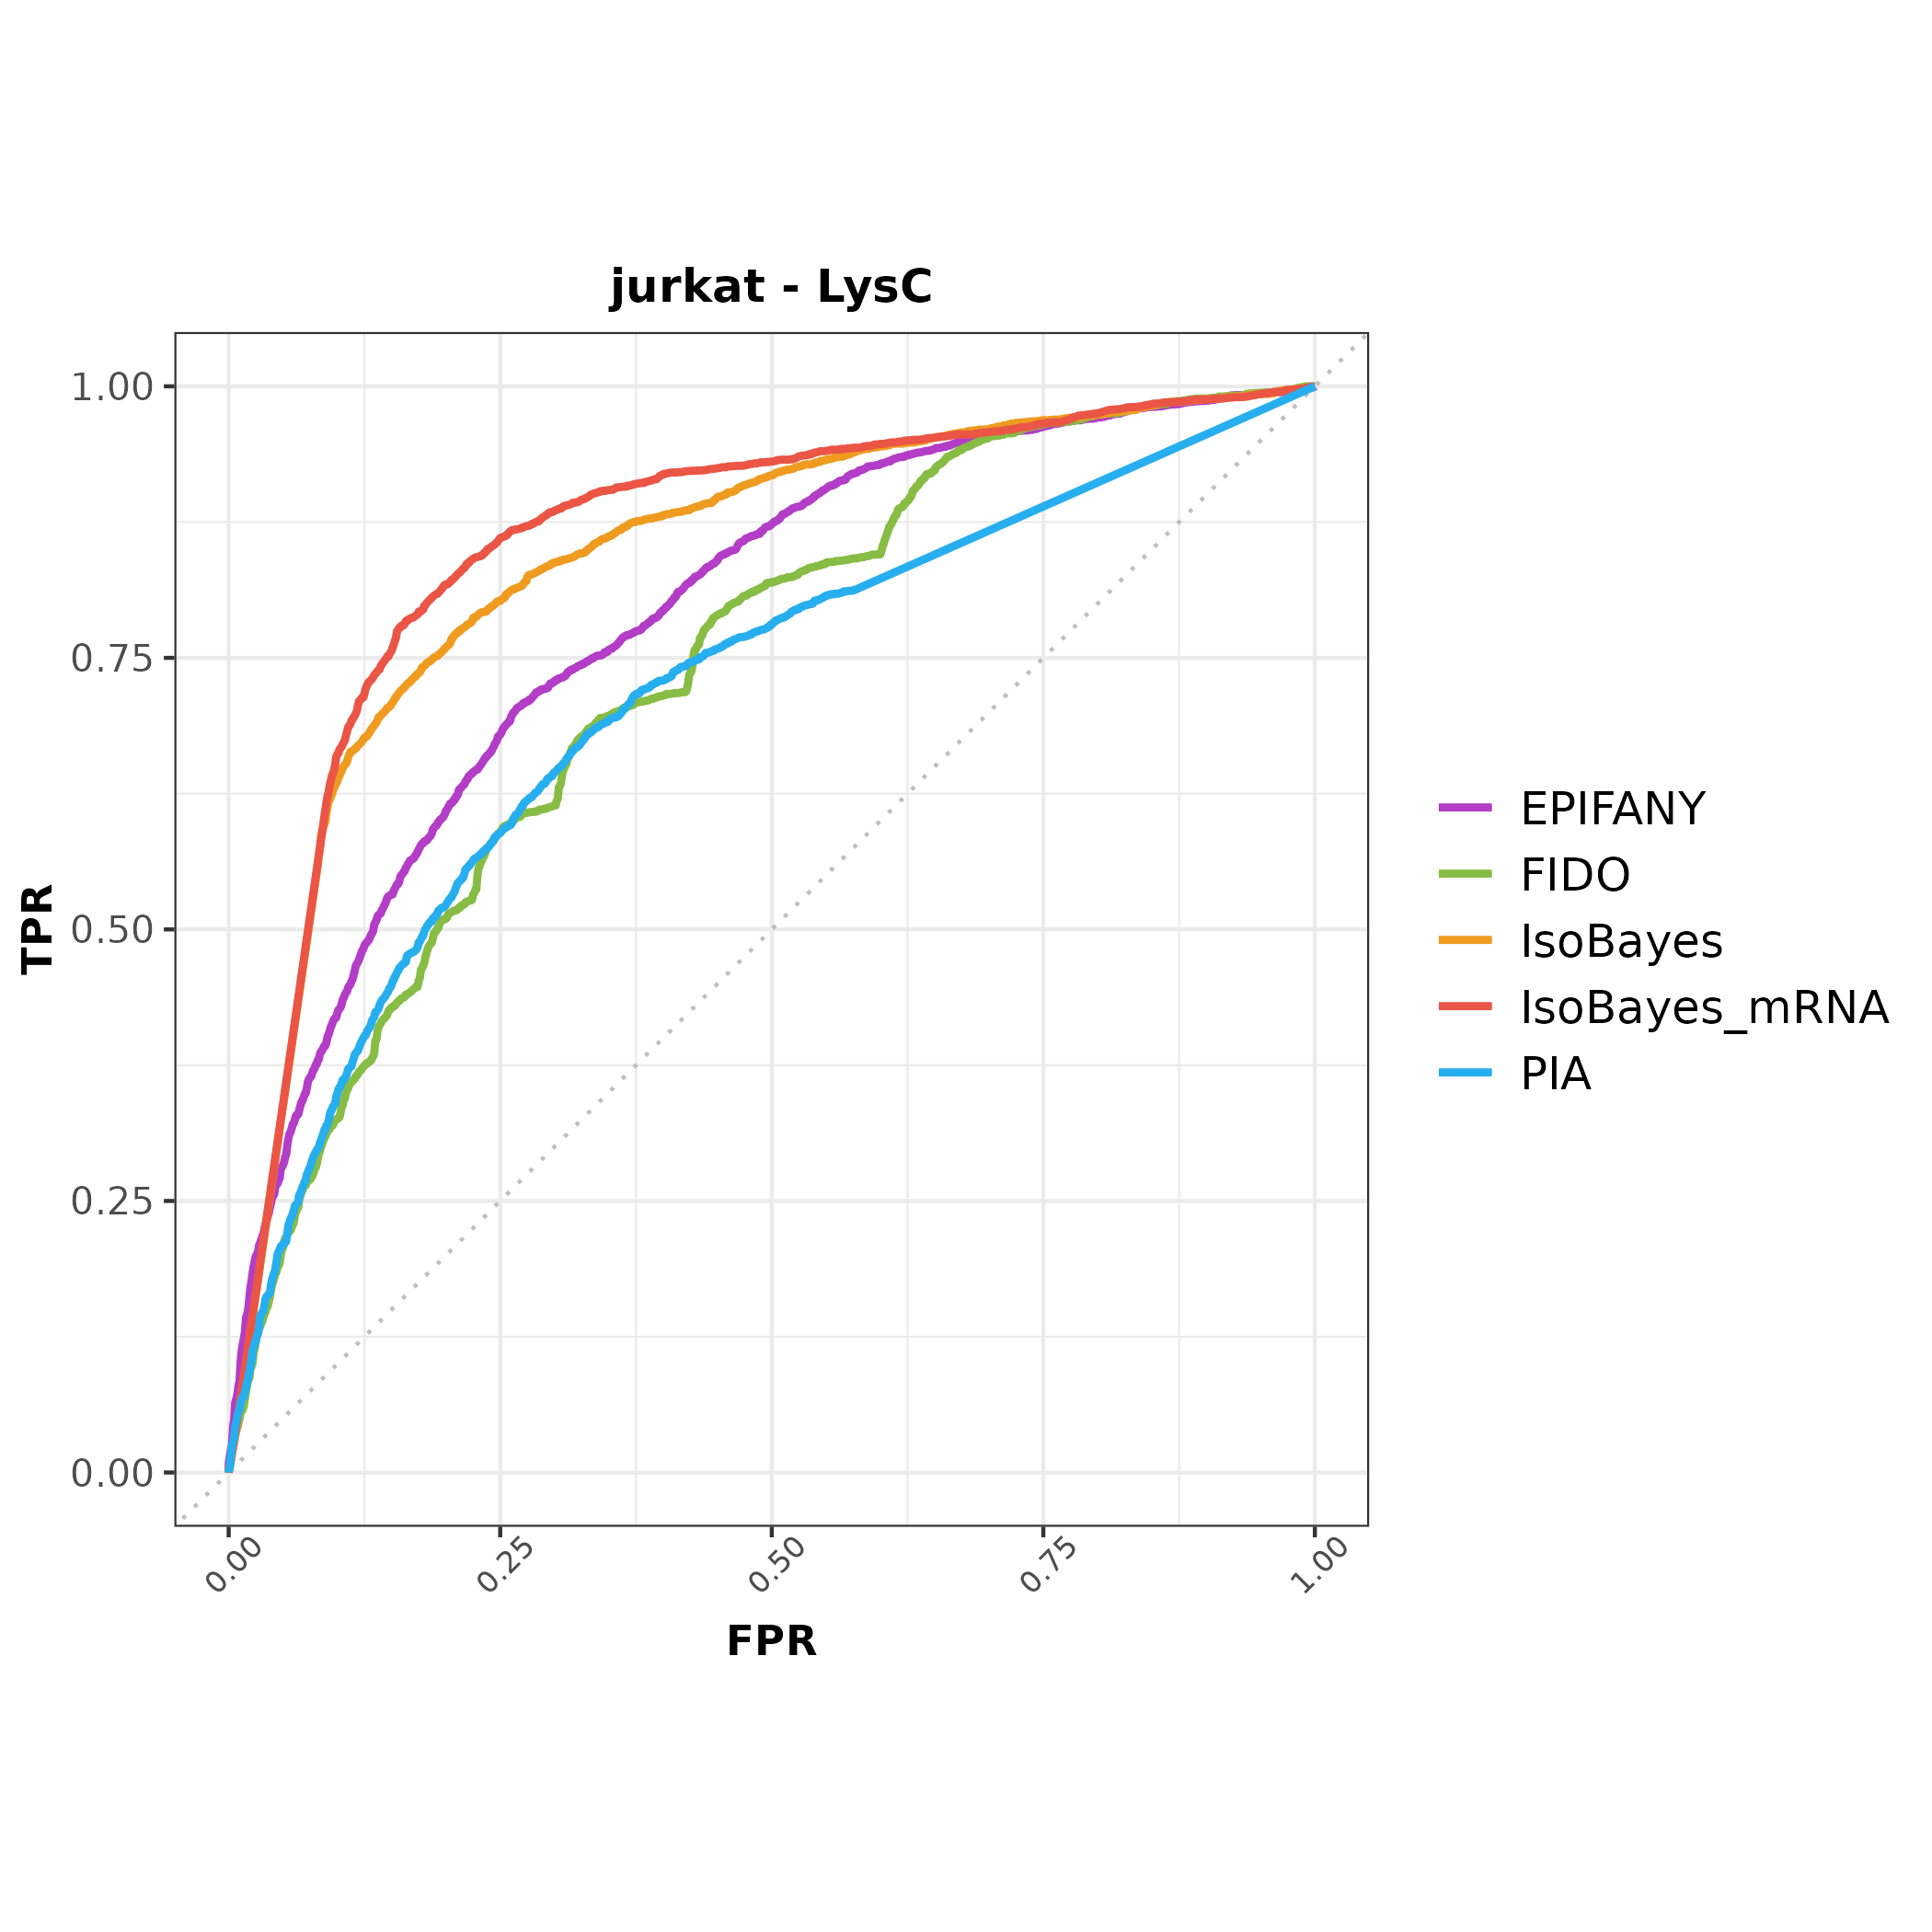 jurkat - LysC
1.00
0.75
0.50
0.25
0.00
TPR
0.00
0.25
0.50
0.75
1.00
FPR
EPIFANY
FIDO
IsoBayes
IsoBayes_mRNA
PIA